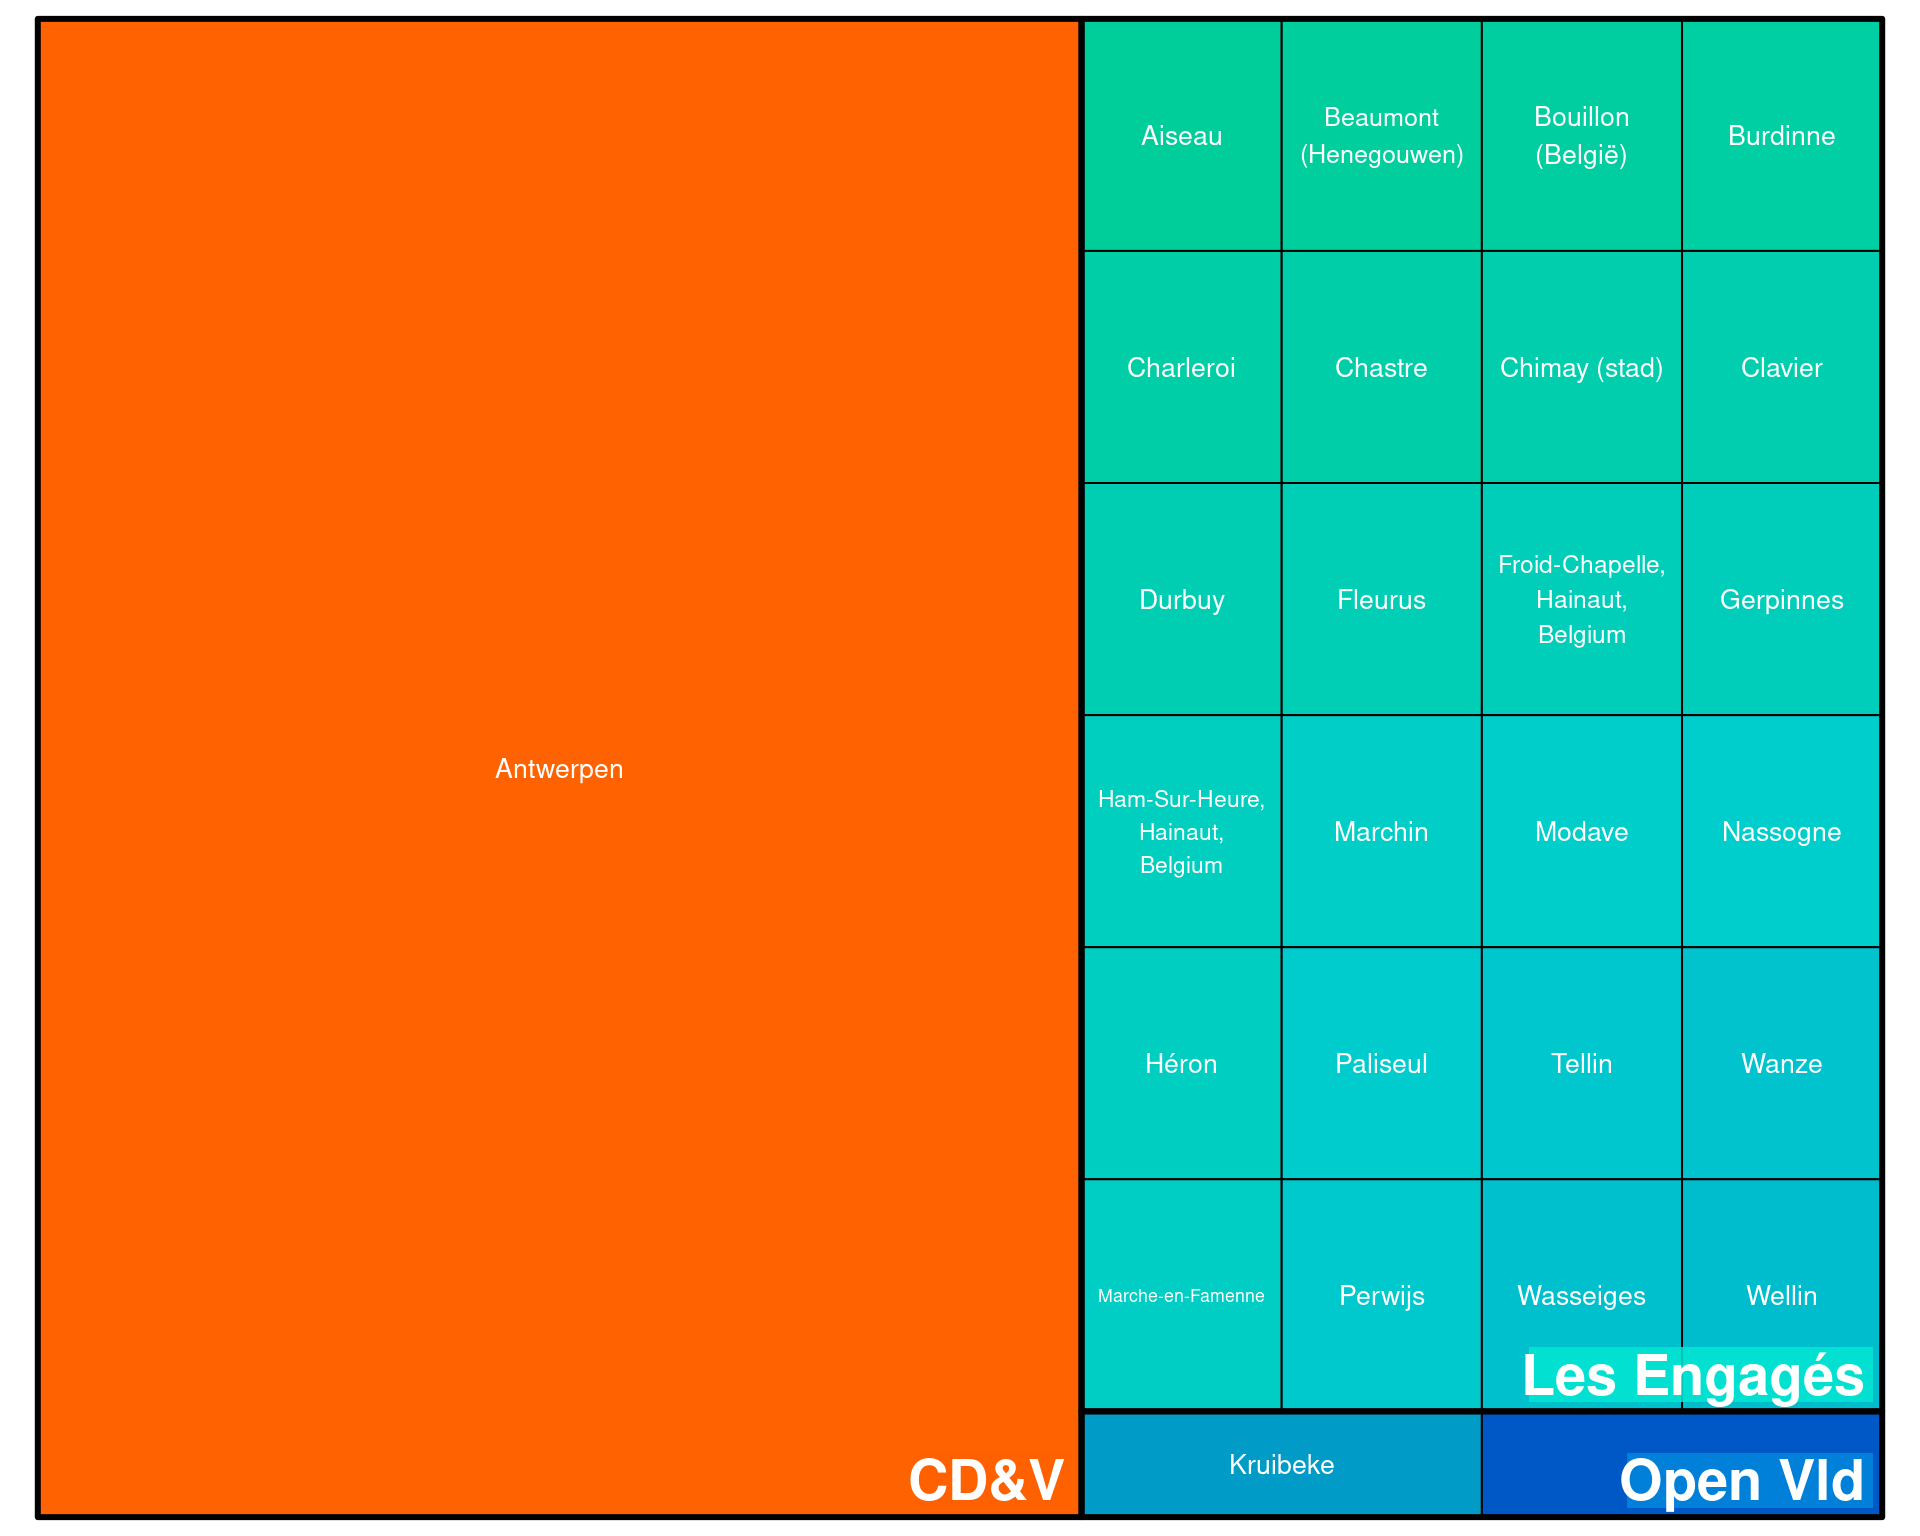 Aiseau
Beaumont
(Henegouwen)
Bouillon
(België)
Burdinne
Charleroi
Chastre
Chimay (stad)
Clavier
Durbuy
Fleurus
Froid-Chapelle,
Hainaut,
Belgium
Gerpinnes
Antwerpen
Ham-Sur-Heure,
Hainaut,
Belgium
Marchin
Modave
Nassogne
Héron
Paliseul
Tellin
Wanze
Marche-en-Famenne
Perwijs
Wasseiges
Wellin
Les Engagés
CD&V
Kruibeke
Open Vld